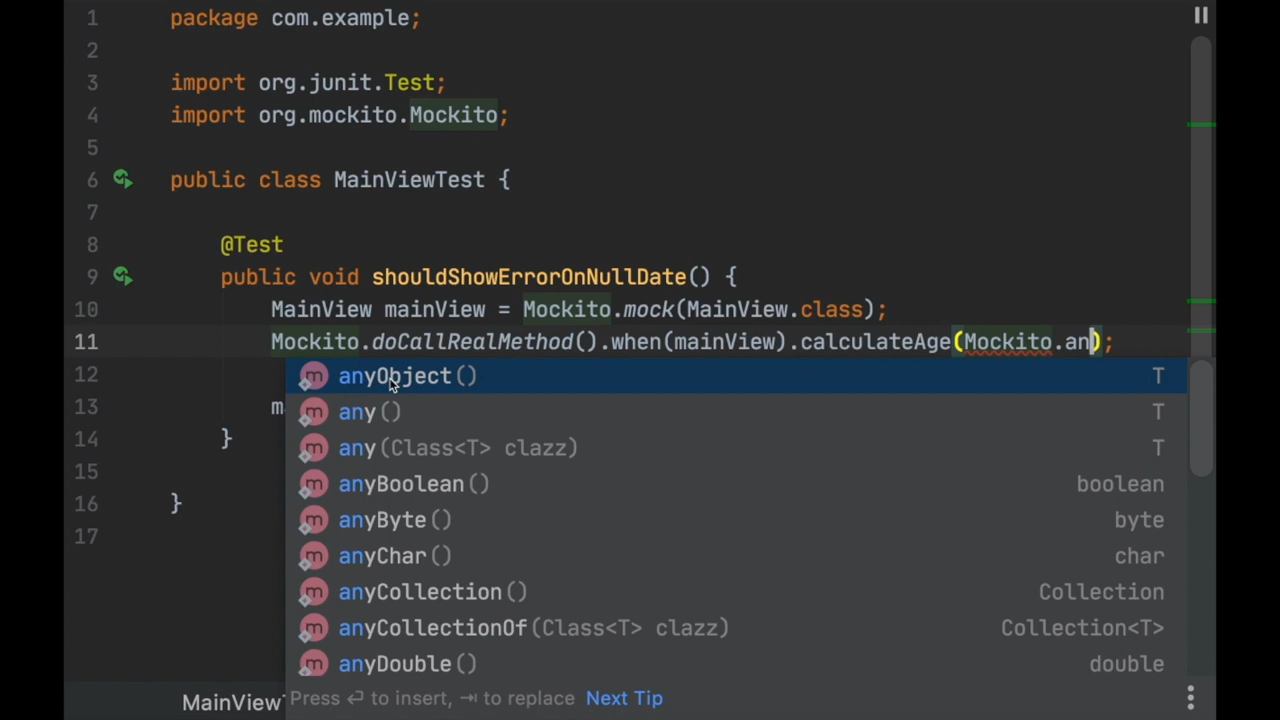 1 package com.example;
2
3 import org.junit.Test;
4 import org.mockito.Mockito;
5
6 public class MainViewTest {
7
8 @Test
9 public void shouldShowErrorOnNullDate() {
10 MainView mainView = Mockito.mock(MainView.class);
11 Mockito.doCallRealMethod().when(mainView).calculateAge(Mockito.an);
12 anyObject() T
any() T
13 m
any(Class<T> clazz) T
14 }
15 anyBoolean() boolean
16 }
anyByte() byte
17
anyChar() char
anyCollection() Collection
anyCollectionOf(Class<T> clazz) Collection<T>
anyDouble() double
MainViewT Press ⏎ to insert, ⇥ to replace Next Tip